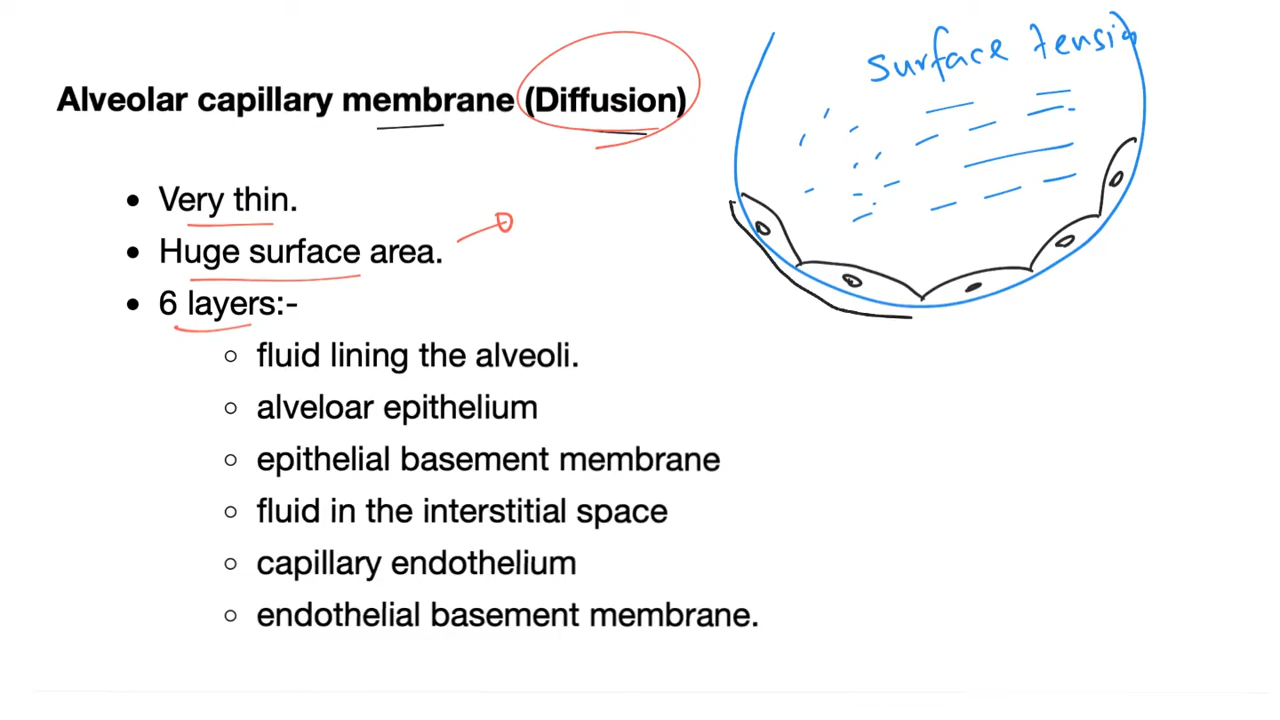 surface tensio
Alveolar capillary membrane (Diffusion)
• Very thin.
• Huge surface area.
• 6 layers:-
○ fluid lining the alveoli.
○ alveloar epithelium
○ epithelial basement membrane
○ fluid in the interstitial space
○ capillary endothelium
○ endothelial basement membrane.